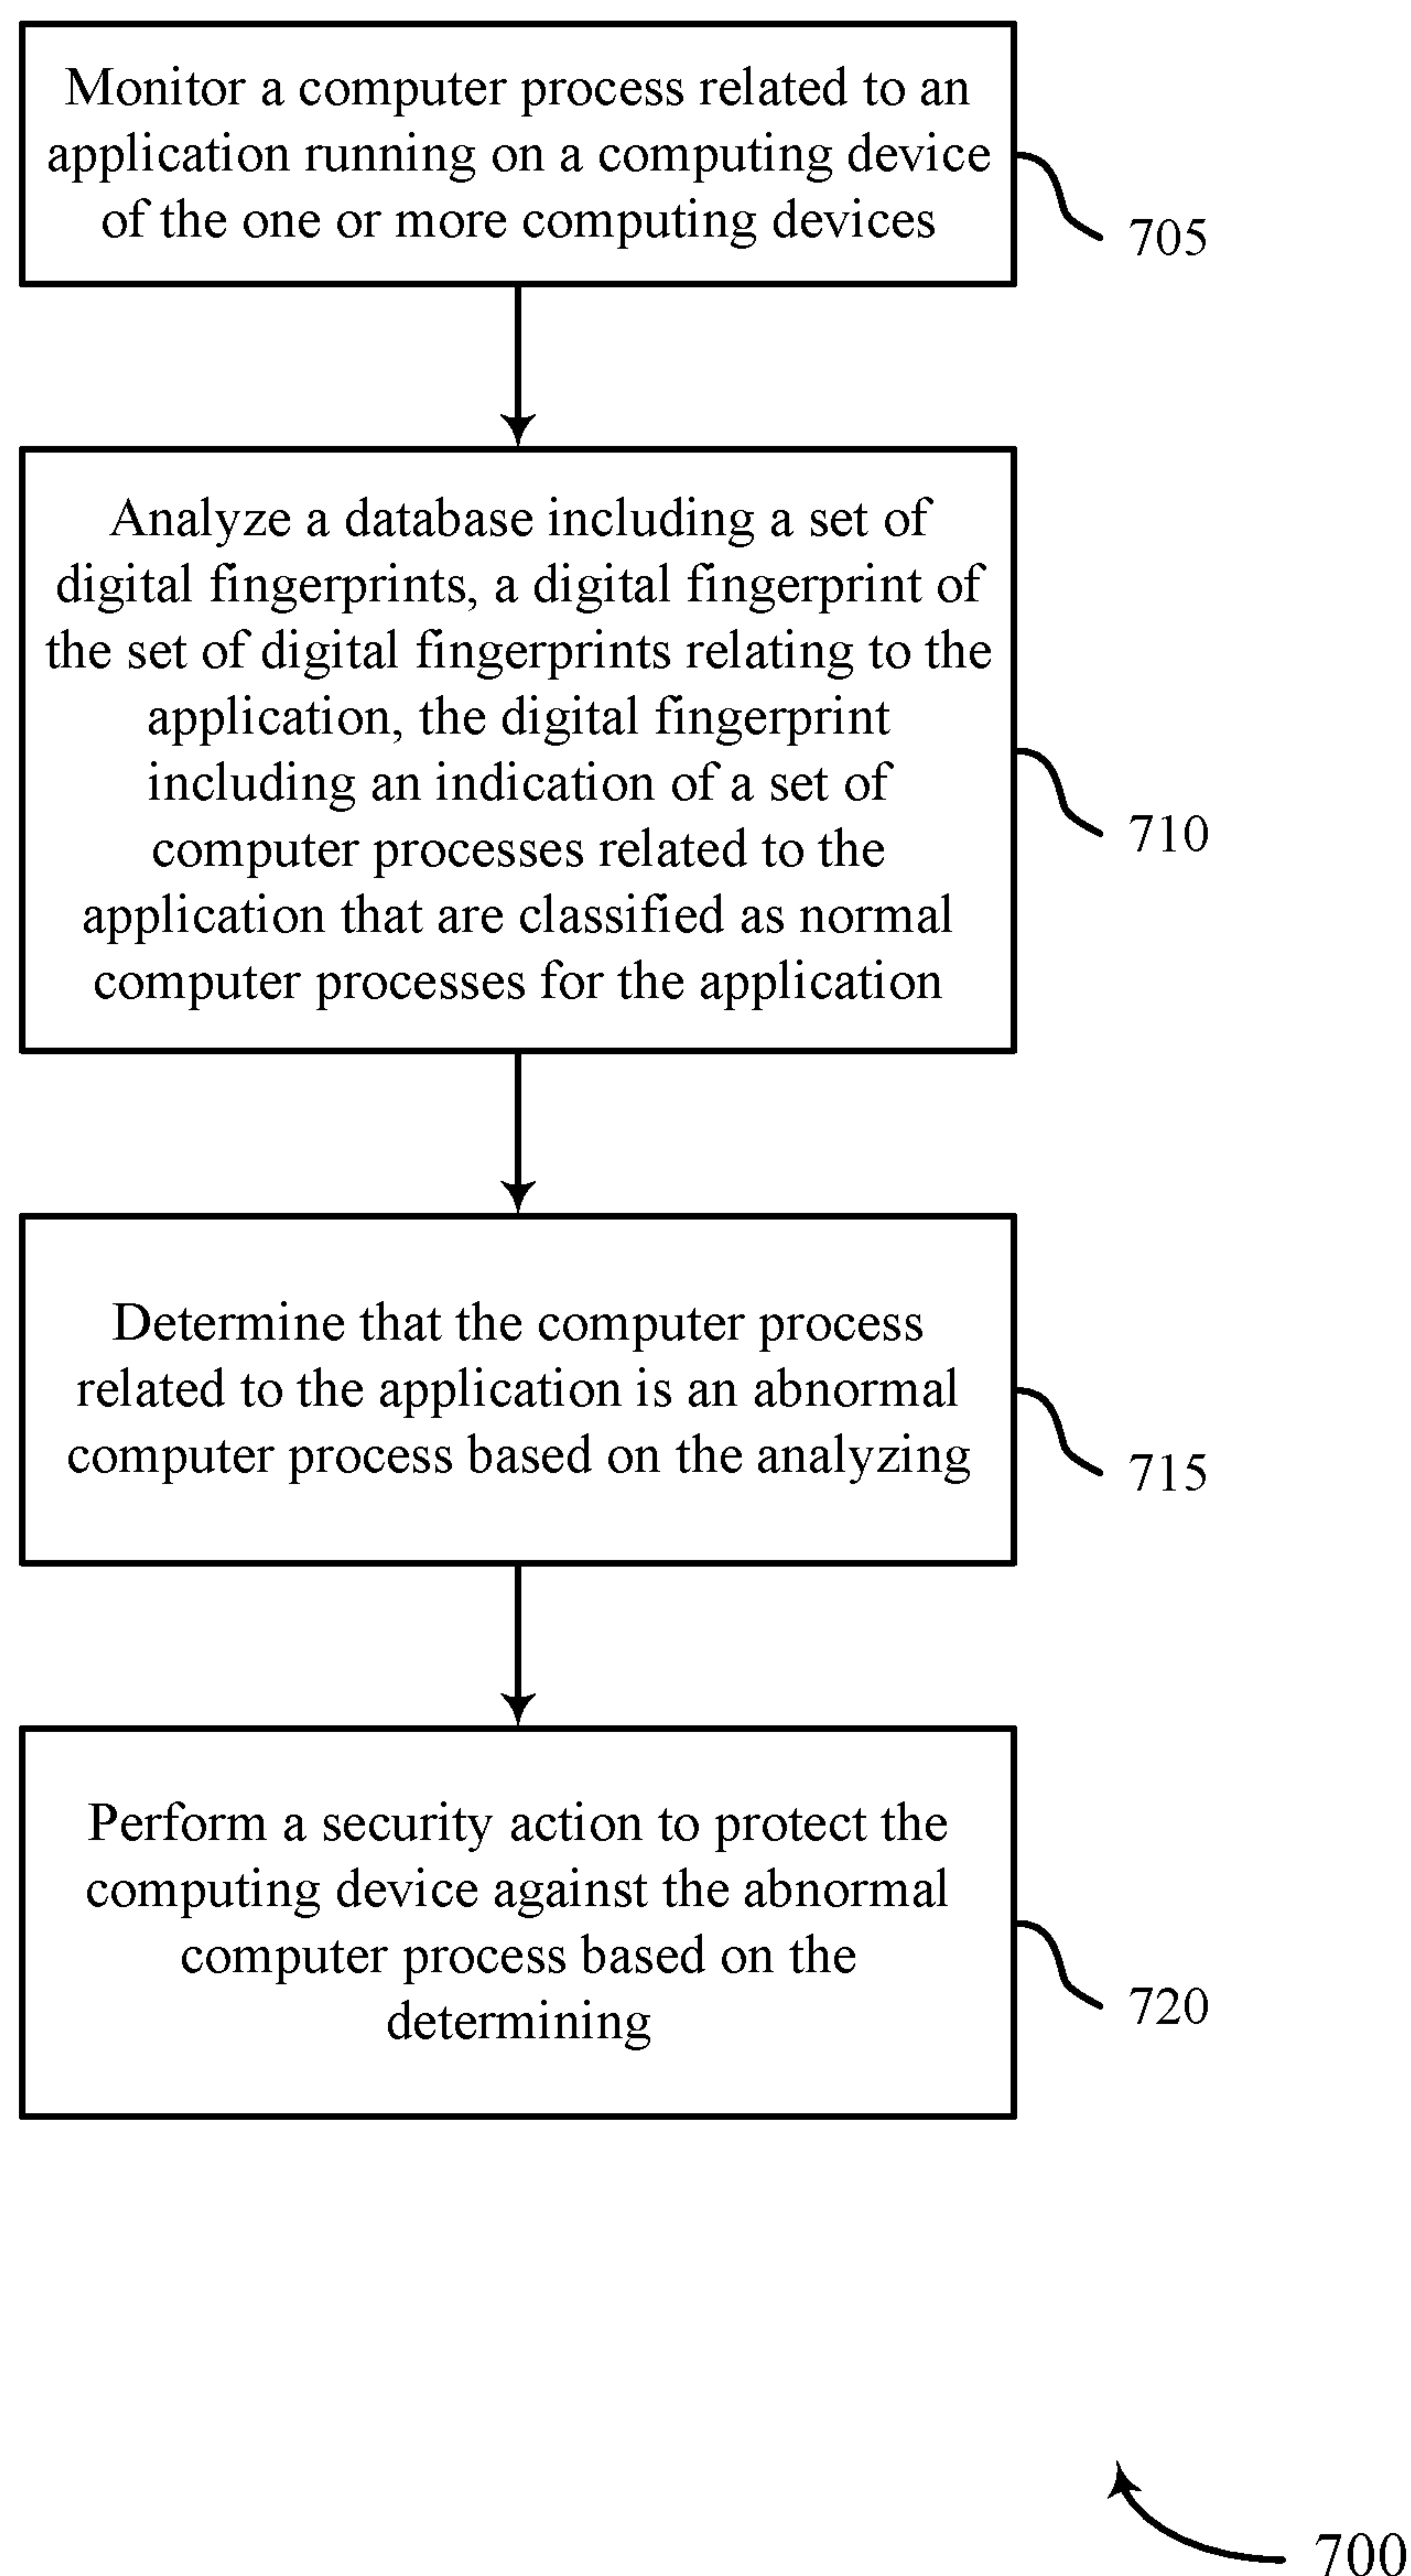 Monitor a computer process related to an
application running on a computing device
of the one or more computing devices
705
Analyze a database including a set of
digital fingerprints, a digital fingerprint of
the set of digital fingerprints relating to the
application, the digital fingerprint
including an indication of a set of
computer processes related to the
application that are classified as normal
computer processes for the application
710
Determine that the computer process
related to the application is an abnormal
computer process based on the analyzing
715
Perform a security action to protect the
computing device against the abnormal
computer process based on the
determining
720
700